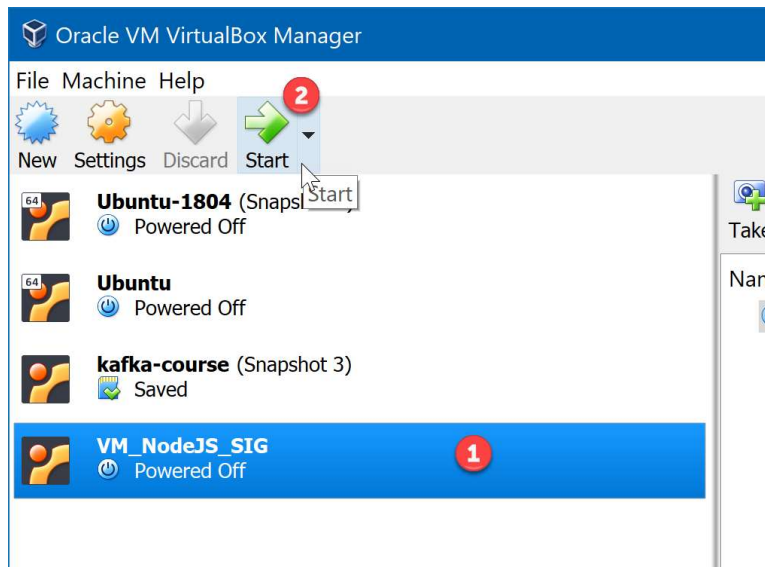 Oracle VM VirtualBox Manager
File Machine Help
2
New Settings Discard Start
Start
64
Ubuntu-1804 (Snaps
Powered Off
64
Ubuntu
Powered Off
kafka-course (Snapshot 3)
Saved
VM_NodeJS_SIG
Powered Off
1
Take
Nar